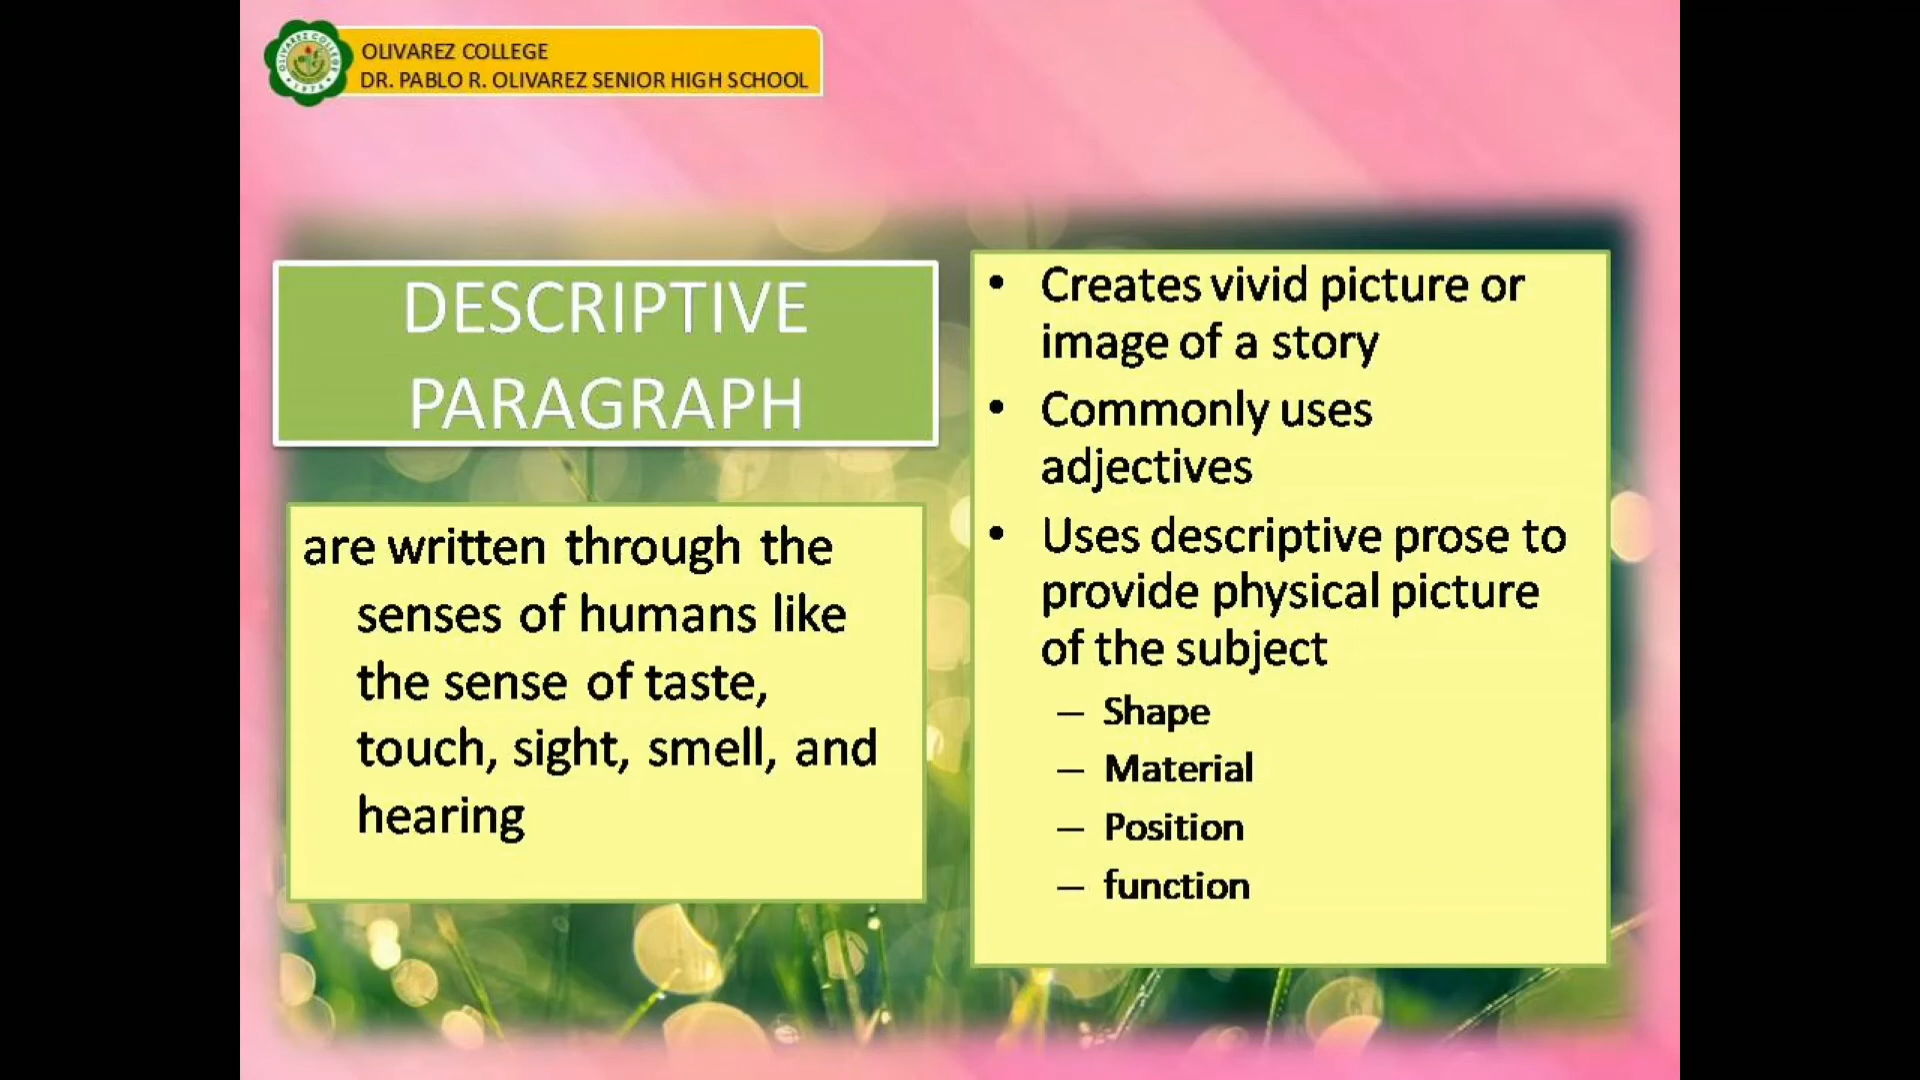 OLIVAREZ COLLEGE
DR. PABLO R. OLIVAREZ SENIOR HIGH SCHOOL
DESCRIPTIVE
PARAGRAPH
are written through the
senses of humans like
the sense of taste,
touch, sight, smell, and
hearing
• Creates vivid picture or
image of a story
• Commonly uses
adjectives
• Uses descriptive prose to
provide physical picture
of the subject
– Shape
– Material
– Position
– function